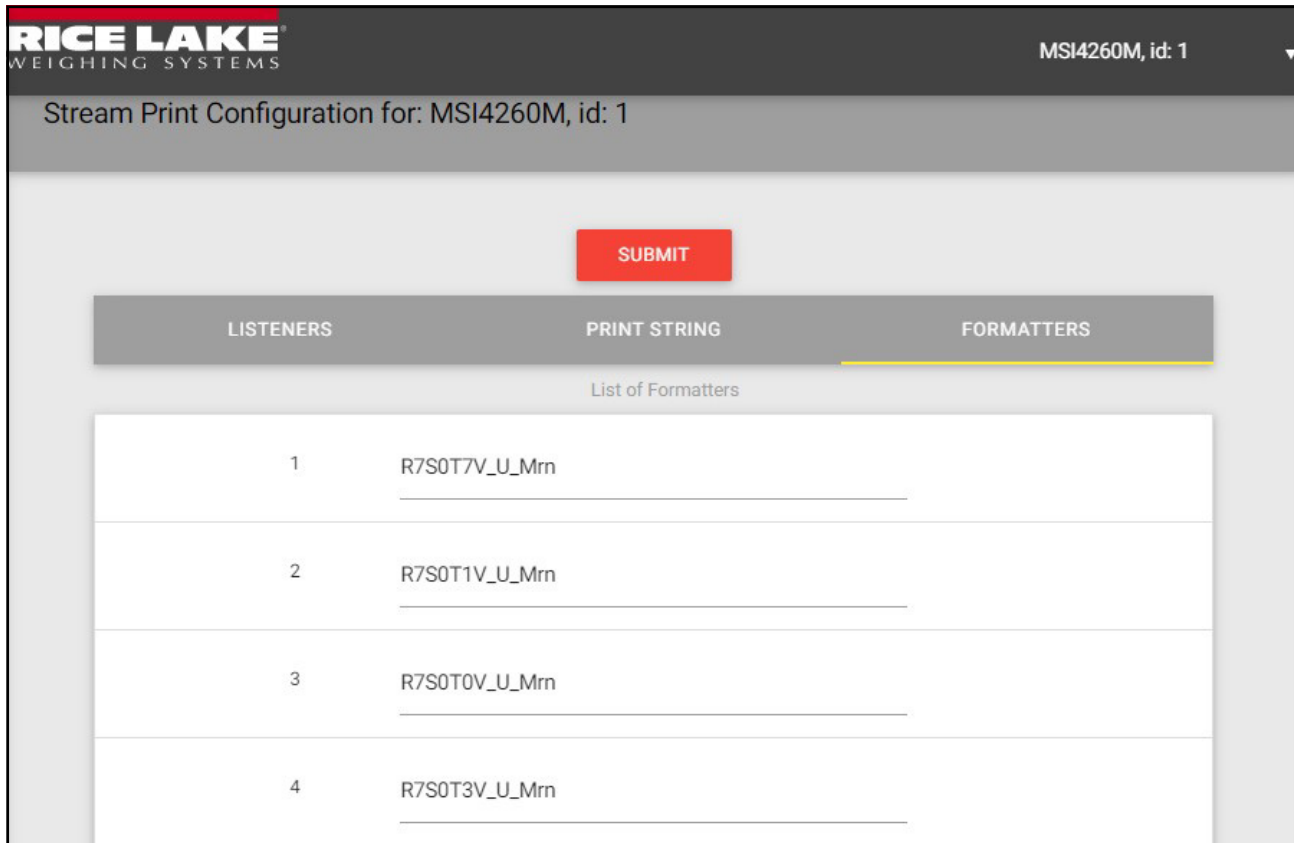 RICE LAKE®
WEIGHING SYSTEMS
MSI4260M, id: 1
Stream Print Configuration for: MSI4260M, id: 1
SUBMIT
LISTENERS PRINT STRING FORMATTERS
List of Formatters
1 R7S0T7V_U_Mrn
2 R7S0T1V_U_Mrn
3 R7S0T0V_U_Mrn
4 R7S0T3V_U_Mrn